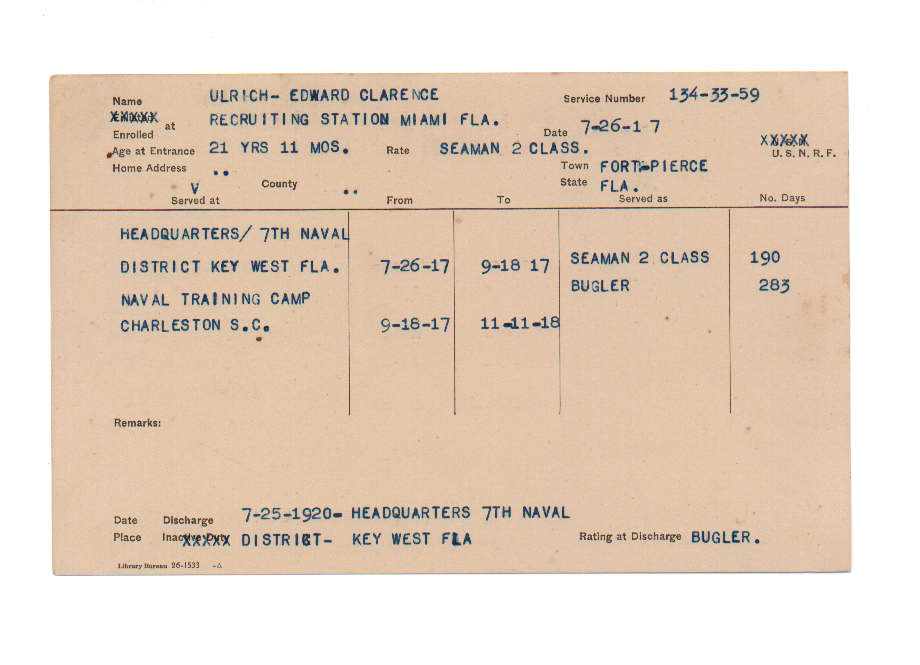 Name ULRICH- EDWARD CLARENCE Service Number 134-33-59
Enrolled at RECRUITING STATION MIAMI FLA. Date 7-26-1 7
Age at Entrance 21 YRS 11 MOS. Rate SEAMAN 2 CLASS. U. S. N. R. F.
Home Address .. Town FORT-PIERCE
V County .. State FLA.
Served at From To Served as No. Days
HEADQUARTERS/ 7TH NAVAL
DISTRICT KEY WEST FLA. 7-26-17 9-18 17 SEAMAN 2 CLASS 190
BUGLER 283
NAVAL TRAINING CAMP
CHARLESTON S.C. 9-18-17 11-11-18
Remarks:
Date Discharge 7-25-1920- HEADQUARTERS 7TH NAVAL
Place Inactive Duty DISTRICT- KEY WEST FLA Rating at Discharge BUGLER.
Library Bureau 26-1533